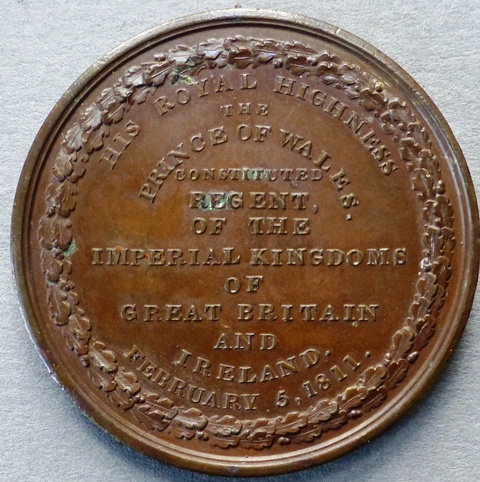 HIS ROYAL HIGHNESS
THE
PRINCE OF WALES.
CONSTITUTED
REGENT,
OF THE
IMPERIAL KINGDOMS
OF
GREAT BRITAIN
AND
IRELAND.
FEBRUARY 5, 1811.